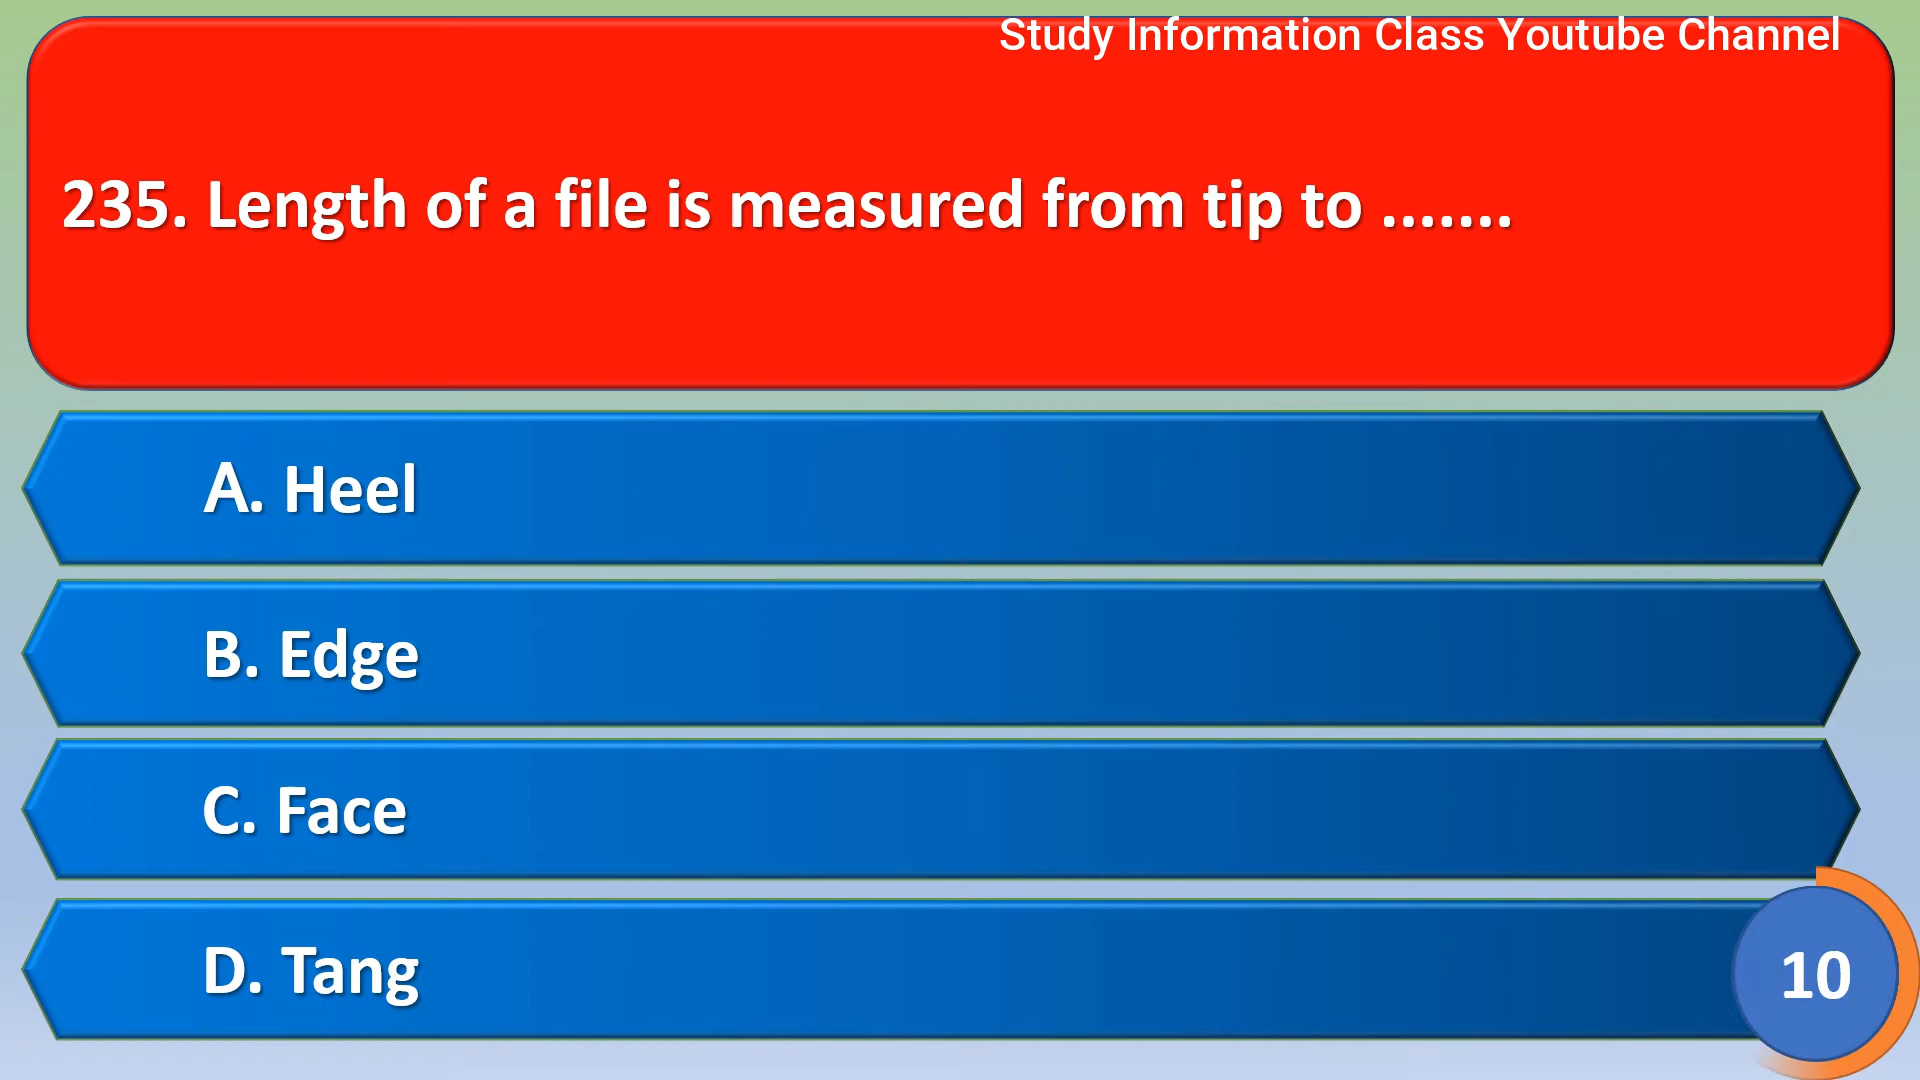 Study Information Class Youtube Channel
235. Length of a file is measured from tip to .......
A. Heel
B. Edge
C. Face
D. Tang
10